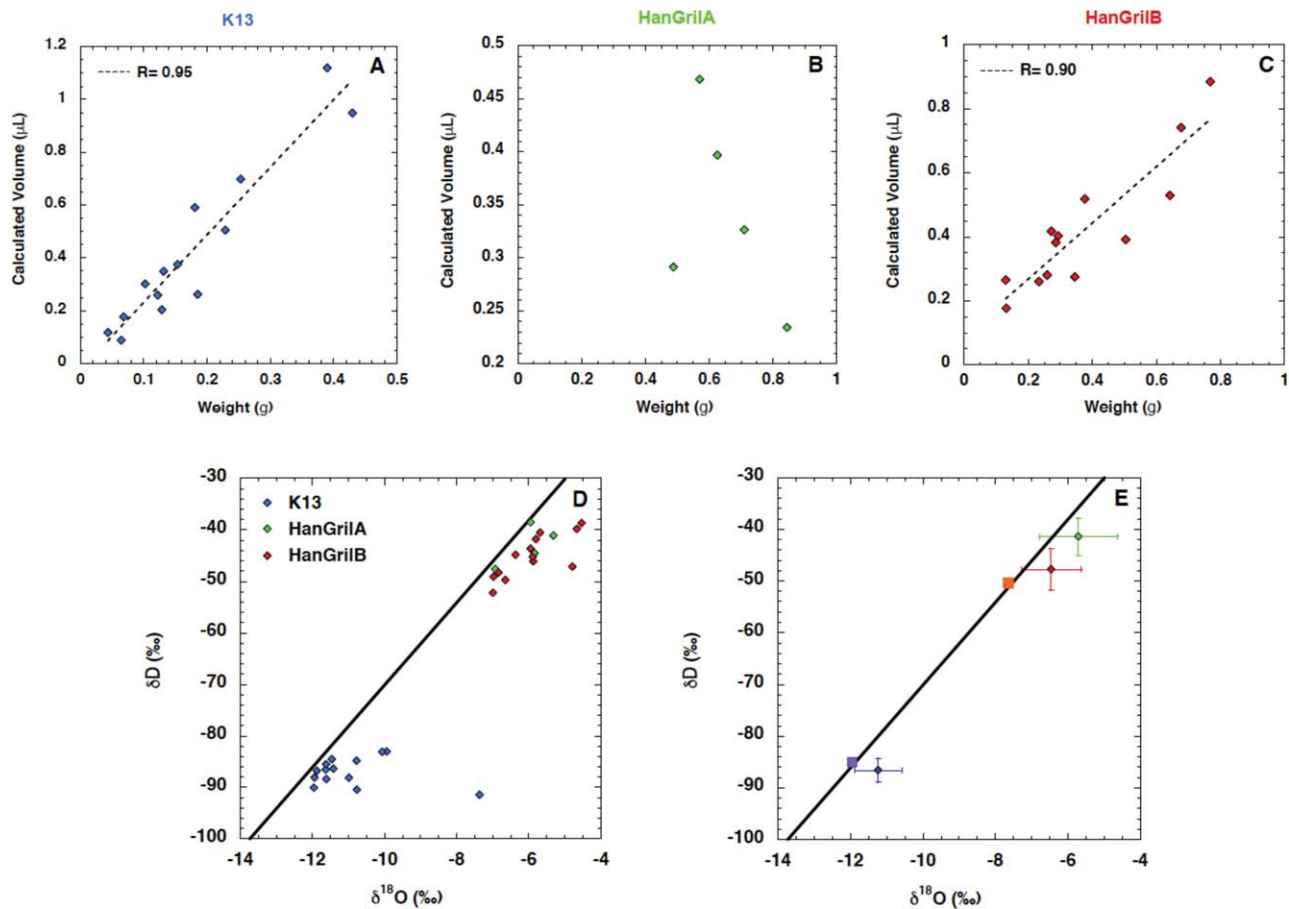 K13
HanGrilA
HanGrilB
1.2
1
0.8
0.6
0.4
0.2
0
R= 0.95
A
Calculated Volume (µL)
0 0.1 0.2 0.3 0.4 0.5
Weight (g)
0.5
0.45
0.4
0.35
0.3
0.25
0.2
B
Calculated Volume (µL)
0 0.2 0.4 0.6 0.8 1
Weight (g)
1
0.8
0.6
0.4
0.2
0
R= 0.90
C
Calculated Volume (µL)
0 0.2 0.4 0.6 0.8 1
Weight (g)
-30
-40
-50
-60
-70
-80
-90
-100
K13
HanGrilA
HanGrilB
D
δD (‰)
-14 -12 -10 -8 -6 -4
δ¹⁸O (‰)
-30
-40
-50
-60
-70
-80
-90
-100
E
δD (‰)
-14 -12 -10 -8 -6 -4
δ¹⁸O (‰)